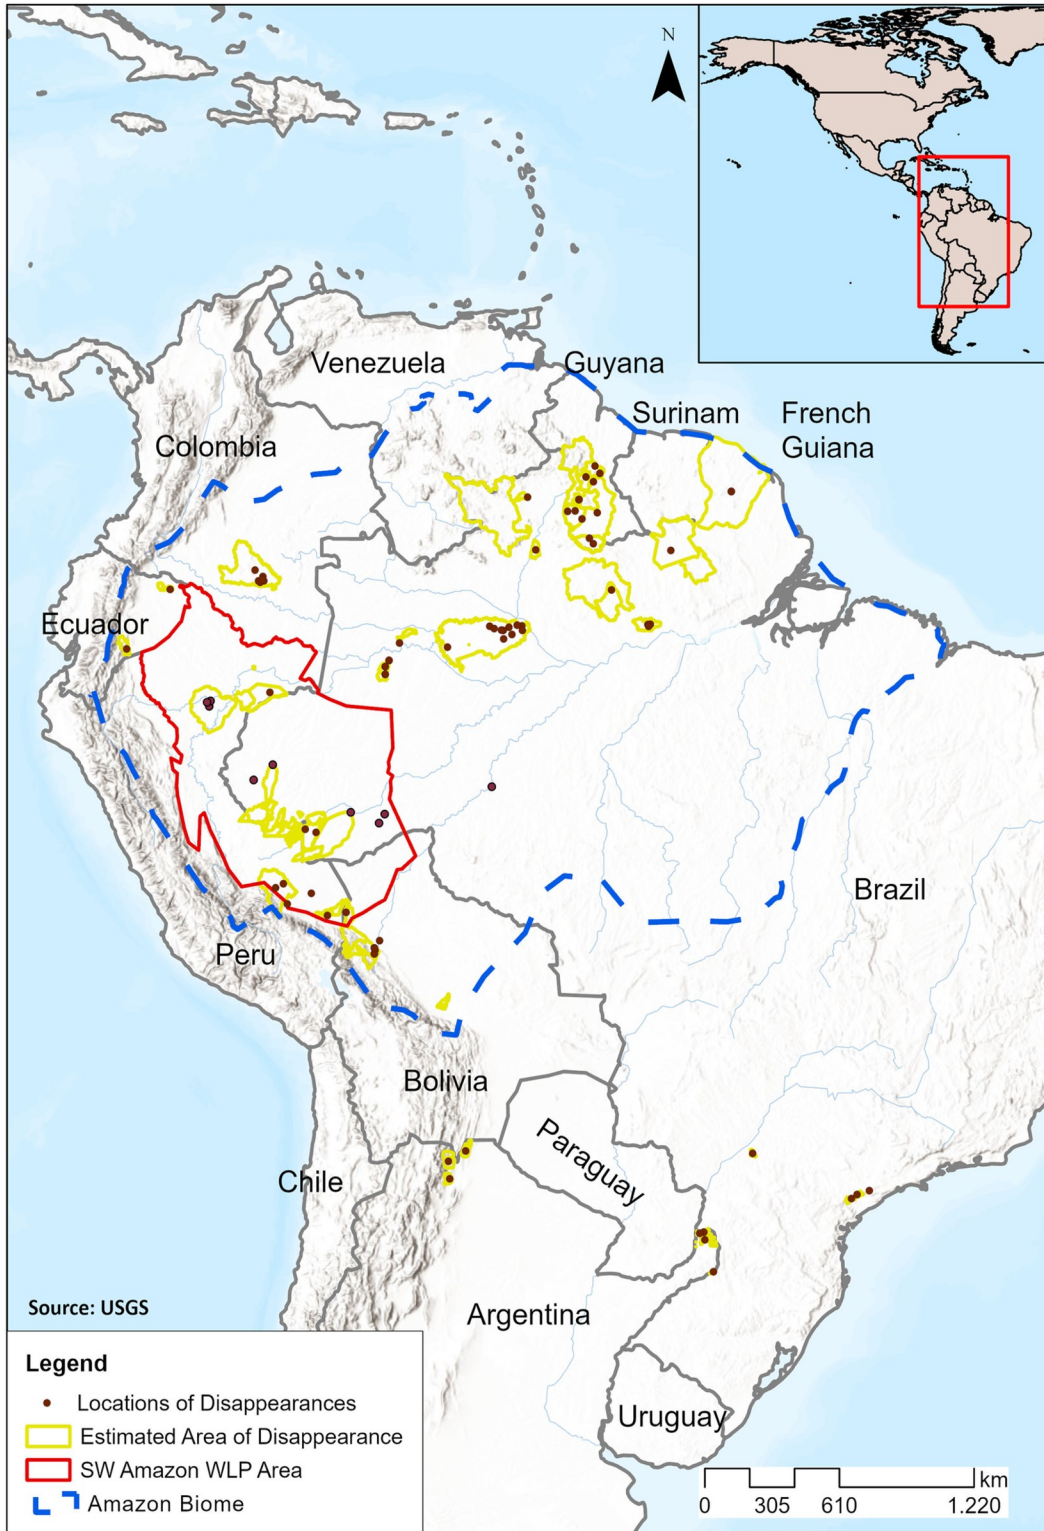 N
Venezuela
Guyana
Surinam
French
Guiana
Colombia
Ecuador
Brazil
Peru
Bolivia
Paraguay
Chile
Argentina
Source: USGS
Uruguay
Legend
Locations of Disappearances
Estimated Area of Disappearance
SW Amazon WLP Area
Amazon Biome
km
0 305 610 1.220